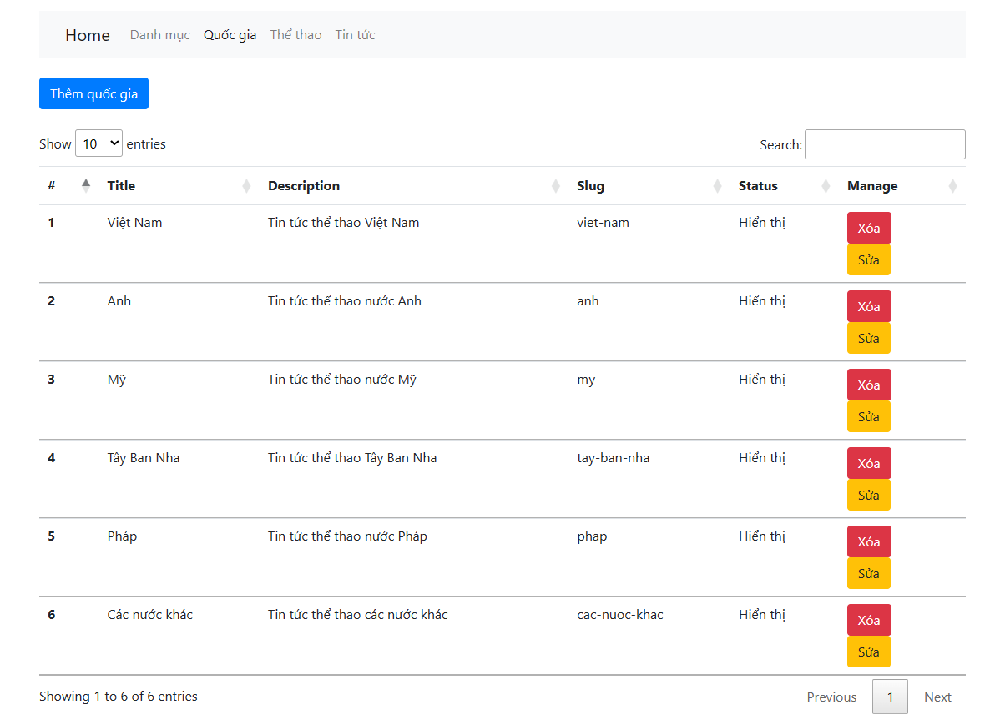 Home Danh mục Quốc gia Thể thao Tin tức
Thêm quốc gia
Show 10 entries Search:
# Title Description Slug Status Manage
1 Việt Nam Tin tức thể thao Việt Nam viet-nam Hiển thị Xóa
Sửa
2 Anh Tin tức thể thao nước Anh anh Hiển thị Xóa
Sửa
3 Mỹ Tin tức thể thao nước Mỹ my Hiển thị Xóa
Sửa
4 Tây Ban Nha Tin tức thể thao Tây Ban Nha tay-ban-nha Hiển thị Xóa
Sửa
5 Pháp Tin tức thể thao nước Pháp phap Hiển thị Xóa
Sửa
6 Các nước khác Tin tức thể thao các nước khác cac-nuoc-khac Hiển thị Xóa
Sửa
Showing 1 to 6 of 6 entries Previous 1 Next